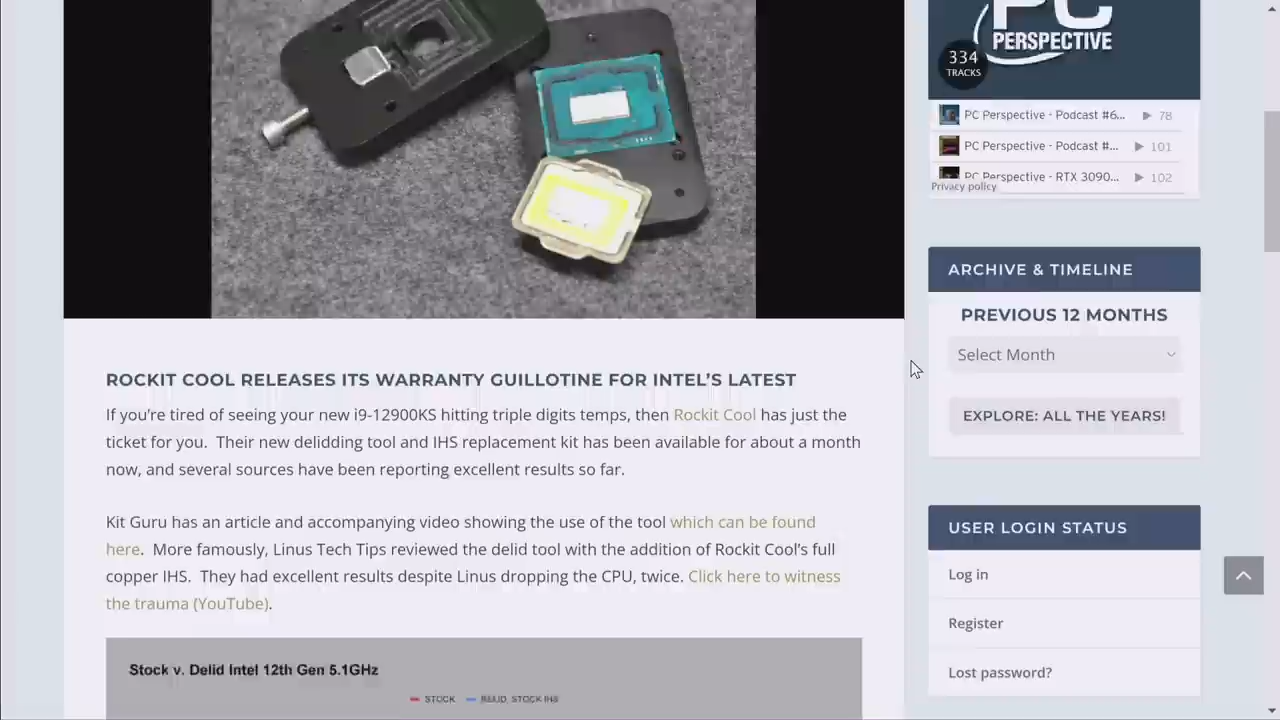 PC
PERSPECTIVE
334
TRACKS
PC Perspective - Podcast #6... 78
PC Perspective - Podcast #... 101
PC Perspective - RTX 3090... 102
Privacy policy
ARCHIVE & TIMELINE
PREVIOUS 12 MONTHS
Select Month
EXPLORE: ALL THE YEARS!
ROCKIT COOL RELEASES ITS WARRANTY GUILLOTINE FOR INTEL'S LATEST
If you're tired of seeing your new i9-12900KS hitting triple digits temps, then Rockit Cool has just the
ticket for you. Their new delidding tool and IHS replacement kit has been available for about a month
now, and several sources have been reporting excellent results so far.
Kit Guru has an article and accompanying video showing the use of the tool which can be found
here. More famously, Linus Tech Tips reviewed the delid tool with the addition of Rockit Cool's full
copper IHS. They had excellent results despite Linus dropping the CPU, twice. Click here to witness
the trauma (YouTube).
USER LOGIN STATUS
Log in
Register
Lost password?
Stock v. Delid Intel 12th Gen 5.1GHz
STOCK RELID, STOCK IHS